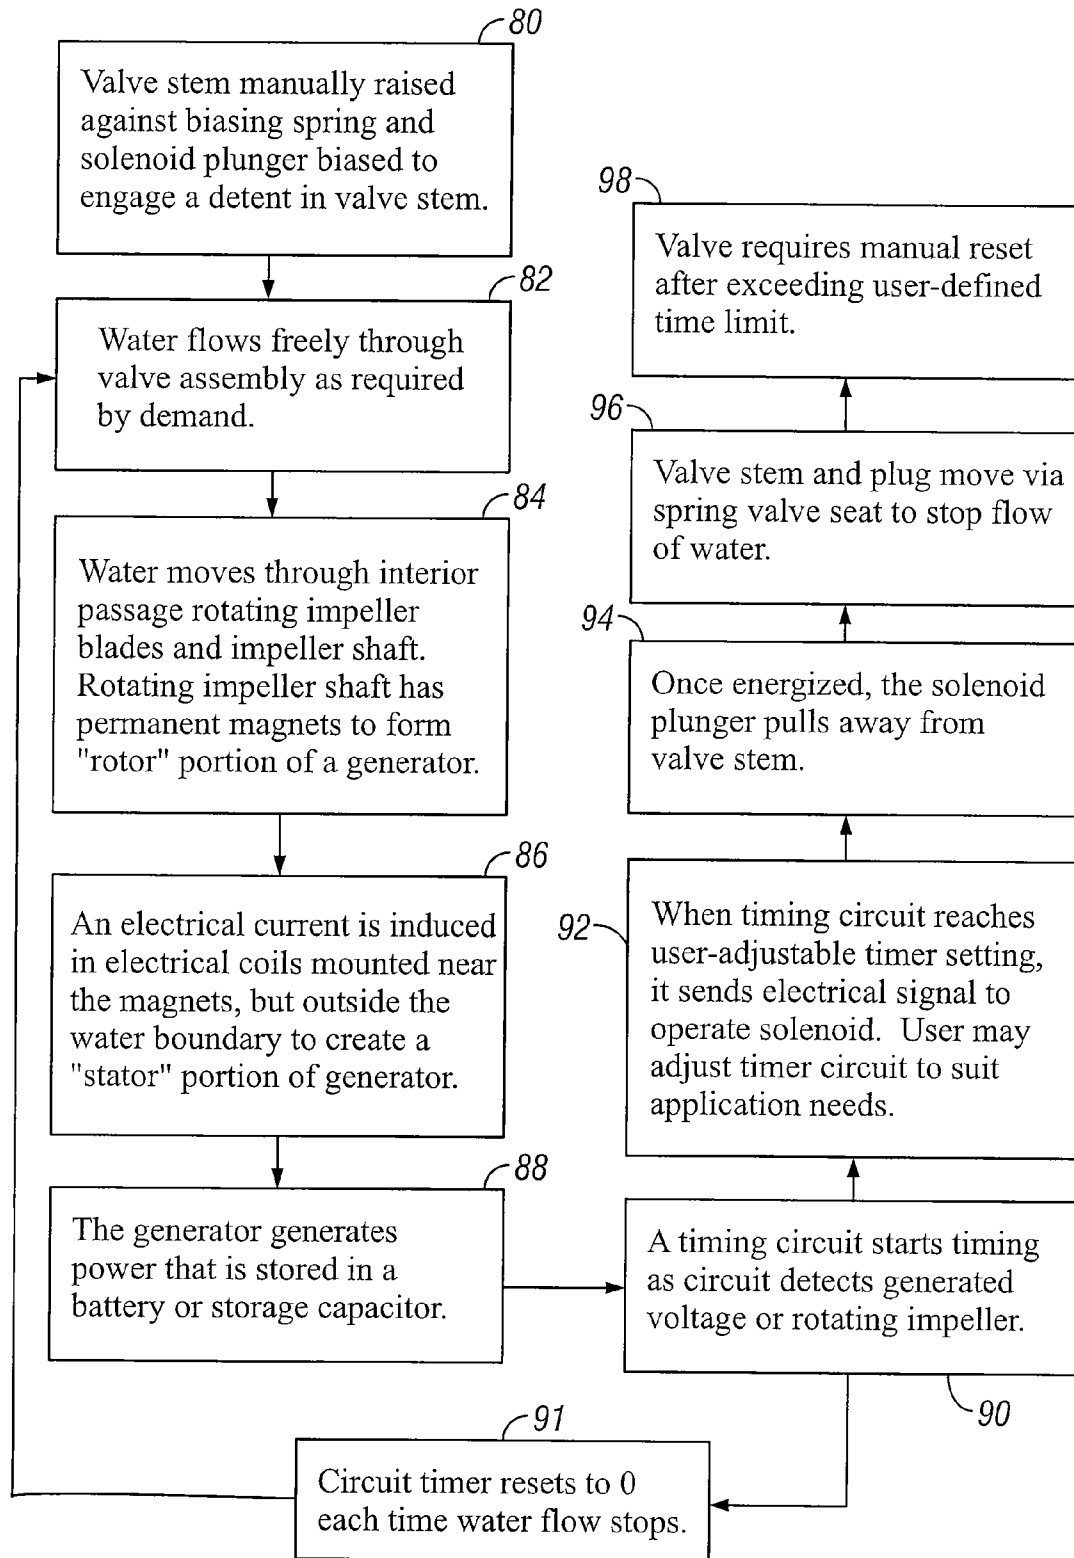 80
Valve stem manually raised
against biasing spring and
solenoid plunger biased to
engage a detent in valve stem.
82
Water flows freely through
valve assembly as required
by demand.
84
Water moves through interior
passage rotating impeller
blades and impeller shaft.
Rotating impeller shaft has
permanent magnets to form
"rotor" portion of a generator.
86
An electrical current is induced
in electrical coils mounted near
the magnets, but outside the
water boundary to create a
"stator" portion of generator.
88
The generator generates
power that is stored in a
battery or storage capacitor.
90
A timing circuit starts timing
as circuit detects generated
voltage or rotating impeller.
91
Circuit timer resets to 0
each time water flow stops.
92
When timing circuit reaches
user-adjustable timer setting,
it sends electrical signal to
operate solenoid.  User may
adjust timer circuit to suit
application needs.
94
Once energized, the solenoid
plunger pulls away from
valve stem.
96
Valve stem and plug move via
spring valve seat to stop flow
of water.
98
Valve requires manual reset
after exceeding user-defined
time limit.